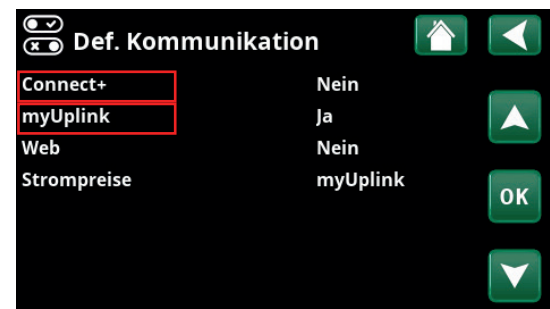 Def. Kommunikation
Connect+ Nein
myUplink Ja
Web Nein
Strompreise myUplink
OK